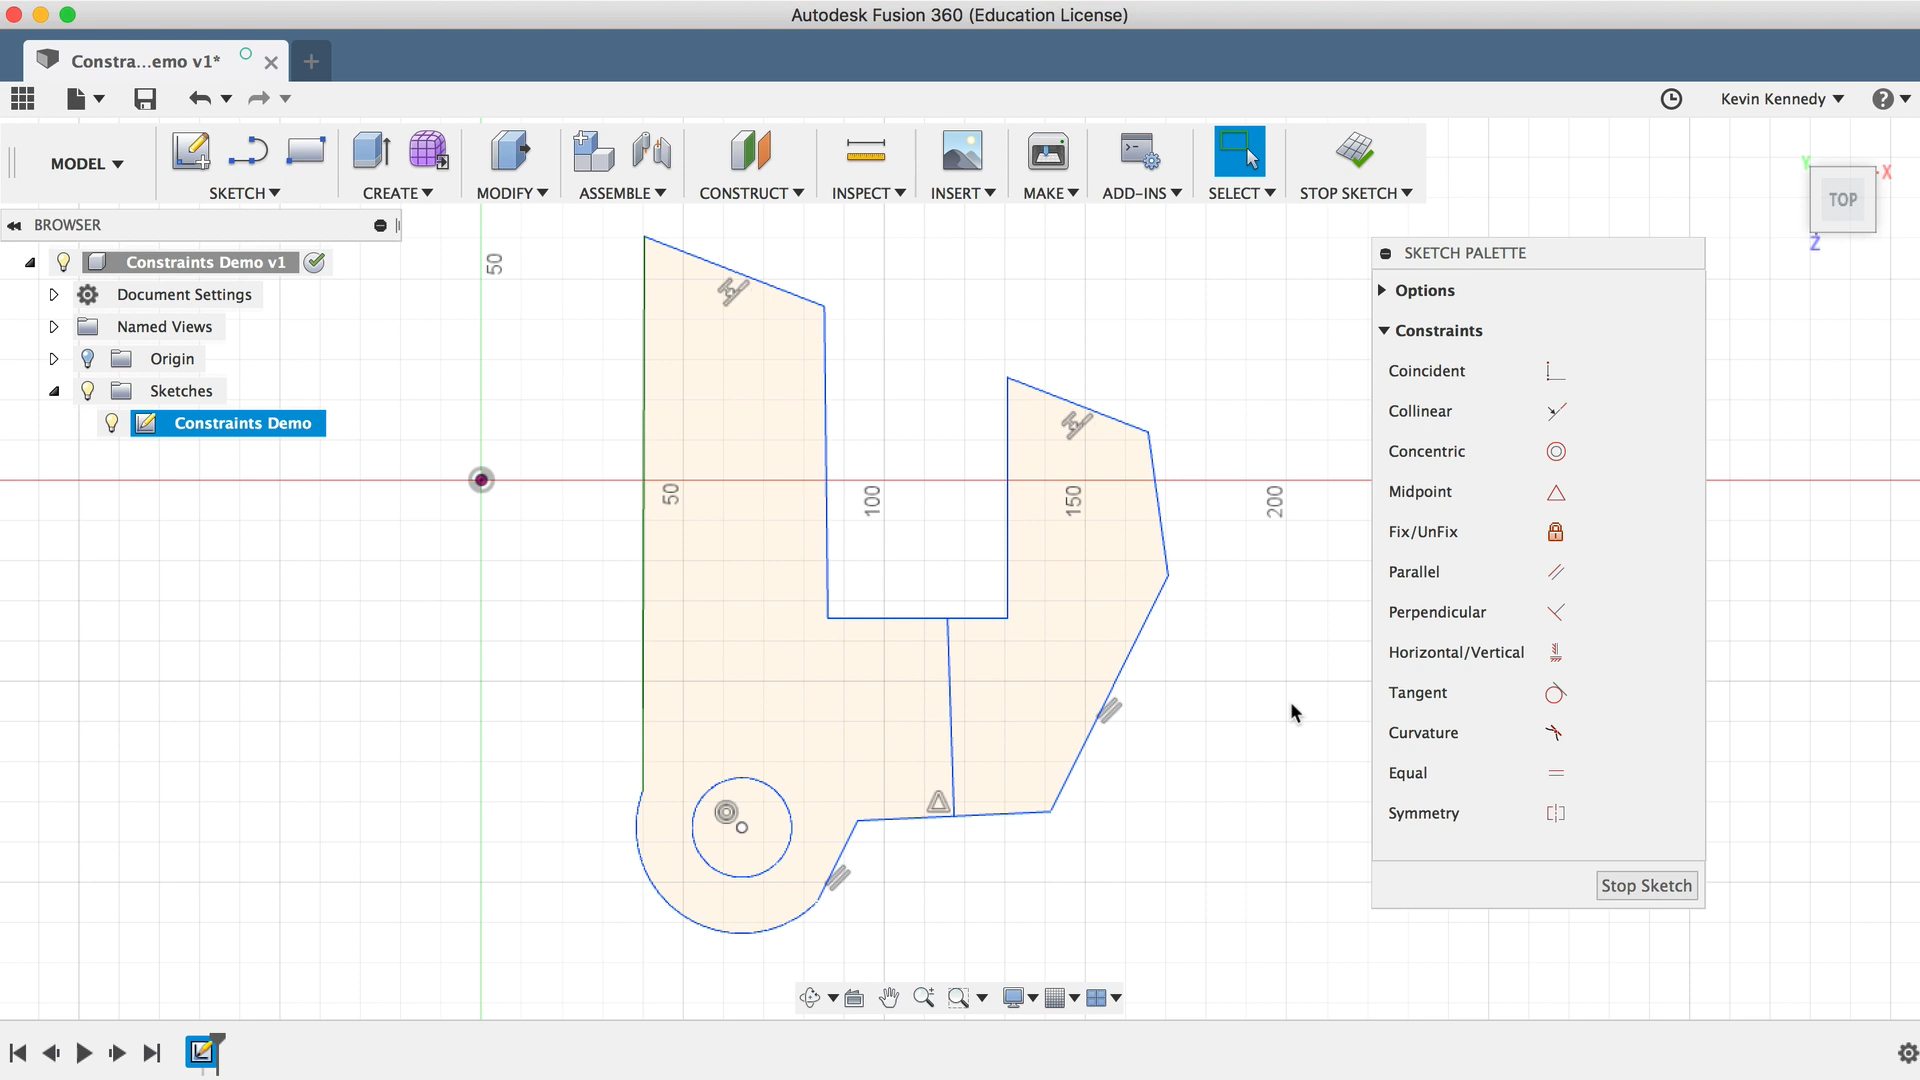 Autodesk Fusion 360 (Education License)
Constra...emo v1*
Kevin Kennedy
MODEL
SKETCH
CREATE
MODIFY
ASSEMBLE
CONSTRUCT
INSPECT
INSERT
MAKE
ADD-INS
SELECT
STOP SKETCH
Y
X
TOP
Z
BROWSER
Constraints Demo v1
Document Settings
Named Views
Origin
Sketches
Constraints Demo
50
50
100
150
200
SKETCH PALETTE
Options
Constraints
Coincident
Collinear
Concentric
Midpoint
Fix/UnFix
Parallel
Perpendicular
Horizontal/Vertical
Tangent
Curvature
Equal
Symmetry
Stop Sketch